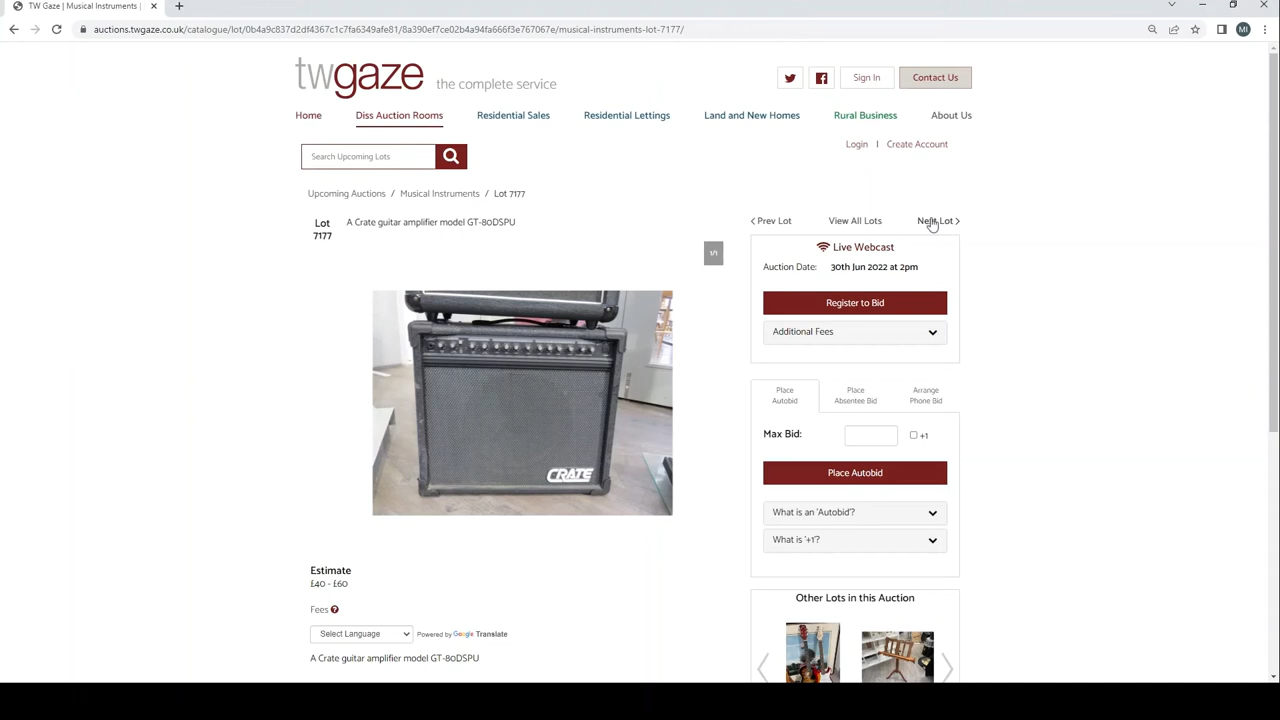 TW Gaze | Musical Instruments |
auctions.twgaze.co.uk/catalogue/lot/0b4a9c837d2df4367c1c7fa6349afe81/8a390ef7ce02b4a94fa666f3e767067e/musical-instruments-lot-7177/
MI
twgaze the complete service
Sign In
Contact Us
Home Diss Auction Rooms Residential Sales Residential Lettings Land and New Homes Rural Business About Us
Login | Create Account
Search Upcoming Lots
Upcoming Auctions / Musical Instruments / Lot 7177
Lot 7177
A Crate guitar amplifier model GT-80DSPU
1/1
CRATE
Estimate
£40 - £60
Fees
Select Language
Powered by Google Translate
A Crate guitar amplifier model GT-80DSPU
< Prev Lot View All Lots Next Lot >
Live Webcast
Auction Date: 30th Jun 2022 at 2pm
Register to Bid
Additional Fees
Place Autobid
Place Absentee Bid
Arrange Phone Bid
Max Bid: +1
Place Autobid
What is an 'Autobid'?
What is '+1'?
Other Lots in this Auction